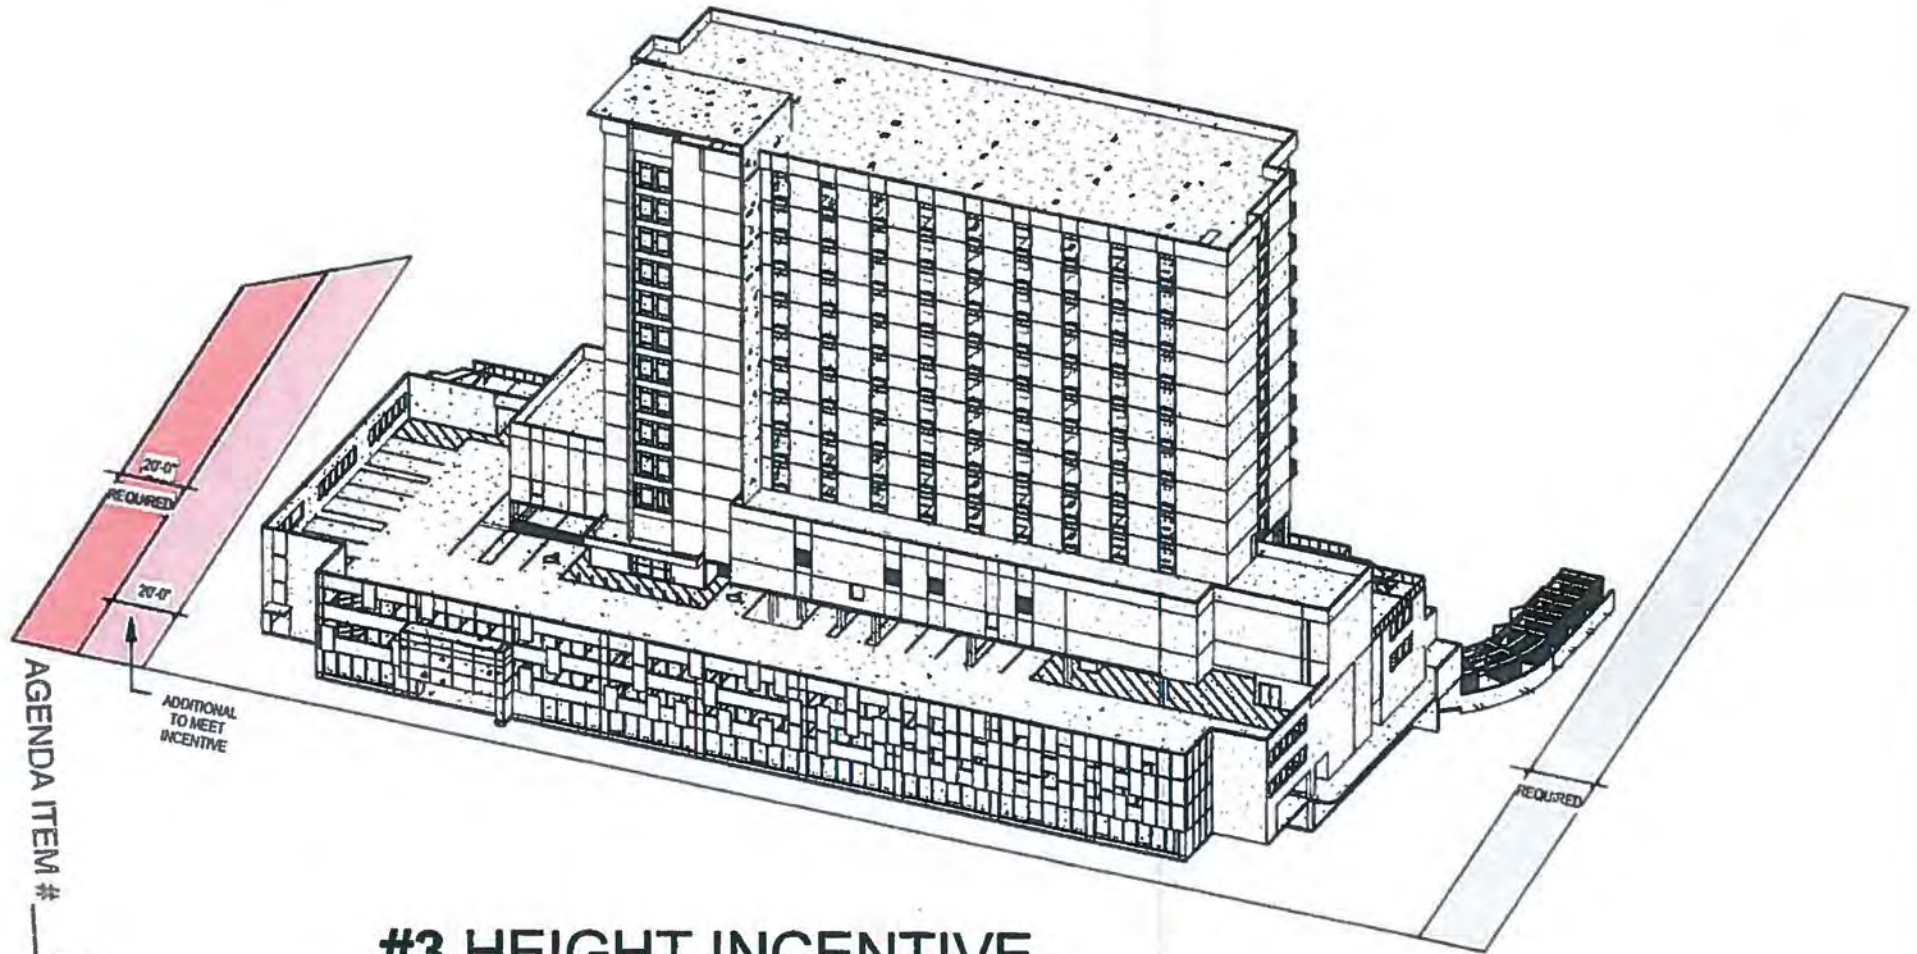 20'-0"
REQUIRED
20'-0"
ADDITIONAL
TO MEET
INCENTIVE
REQUIRED
AGENDA ITEM #
#3 HEIGHT INCENTIVE